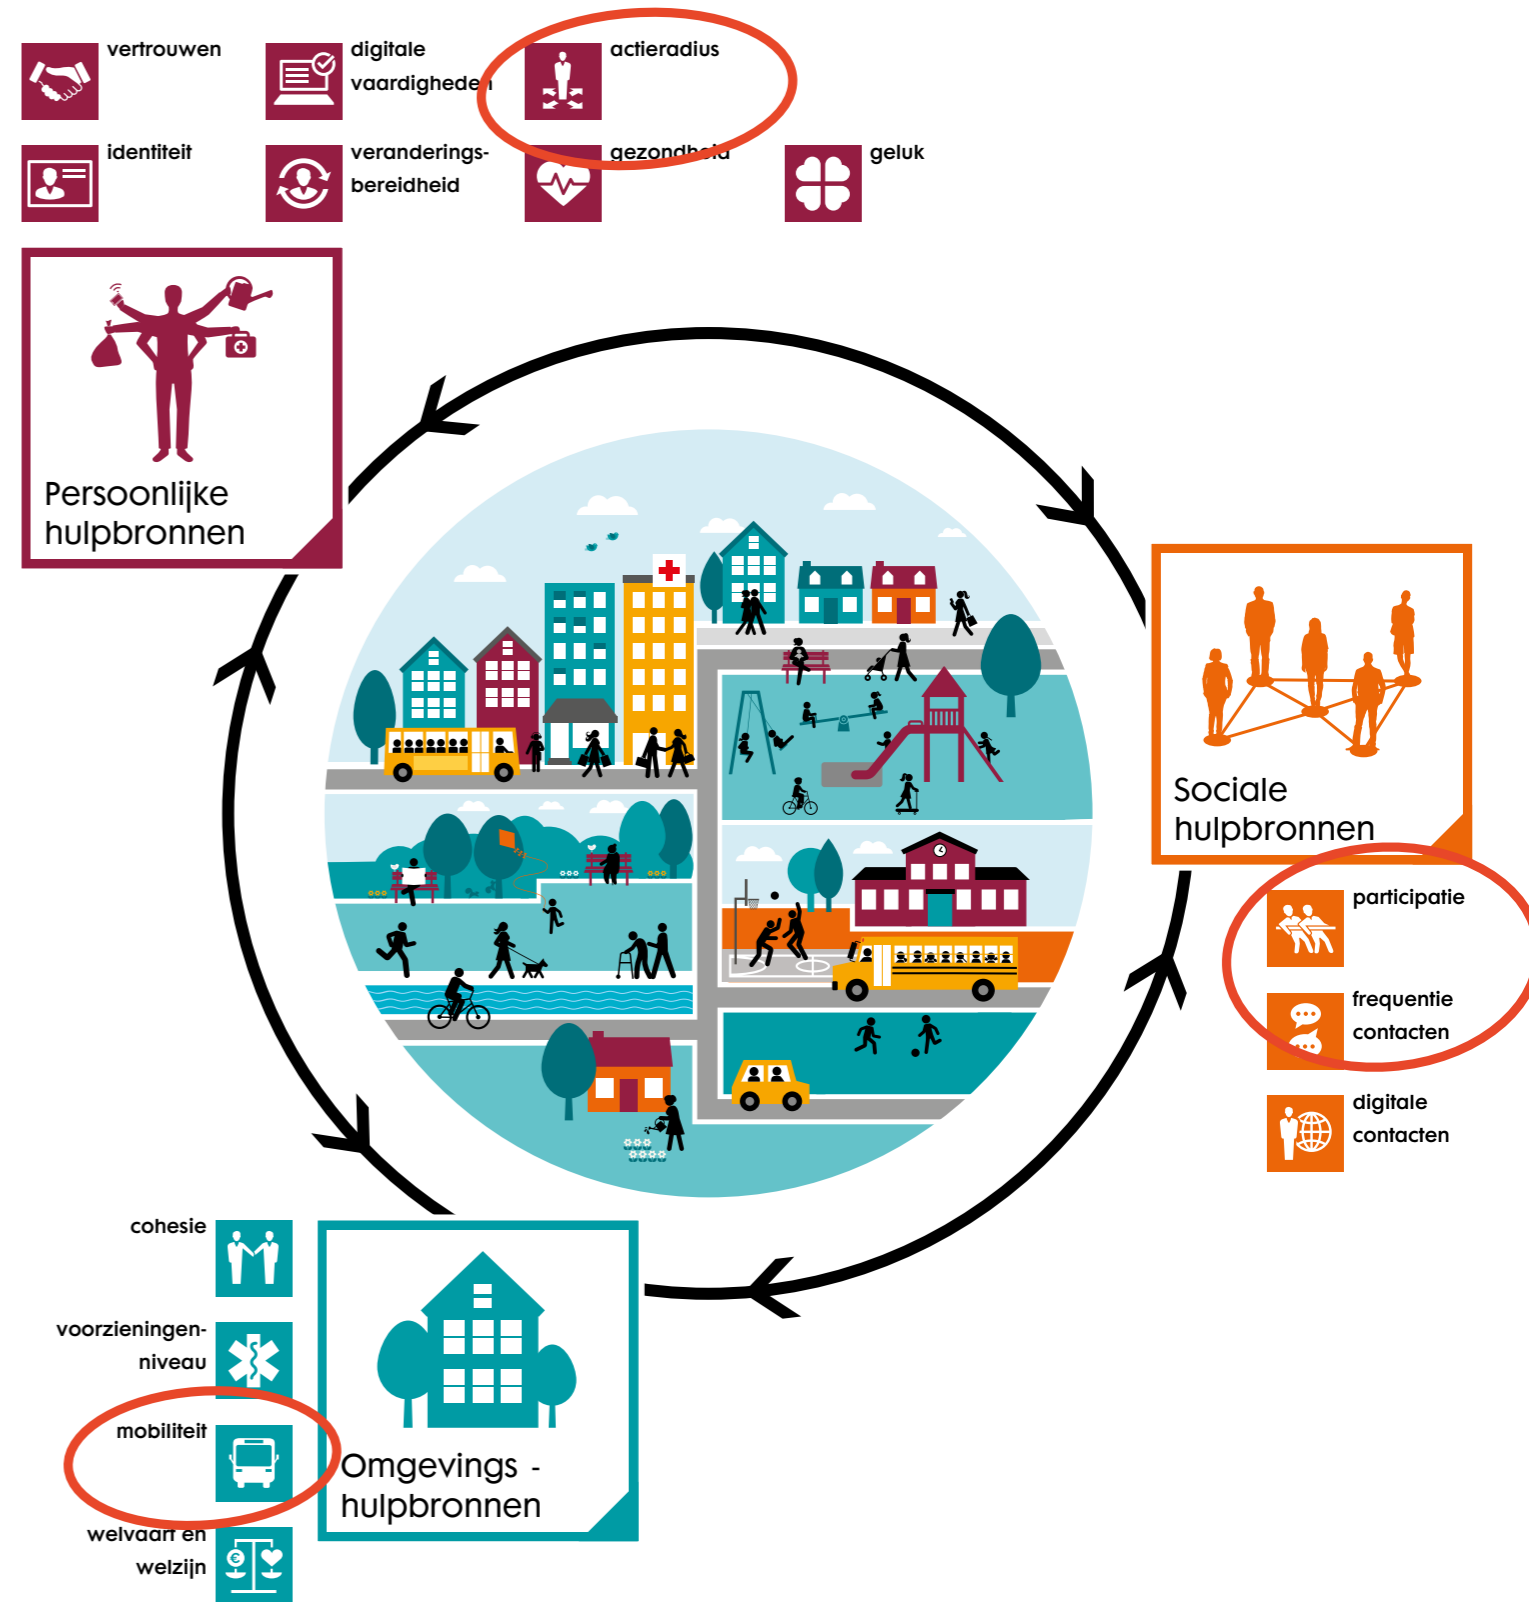 vertrouwen
digitale
vaardigheden
actieradius
identiteit
veranderings-
bereidheid
gezondheid
geluk
Persoonlijke
hulpbronnen
Sociale
hulpbronnen
participatie
frequentie
contacten
digitale
contacten
cohesie
voorzieningen-
niveau
mobiliteit
welvaart en
welzijn
€
Omgevings -
hulpbronnen